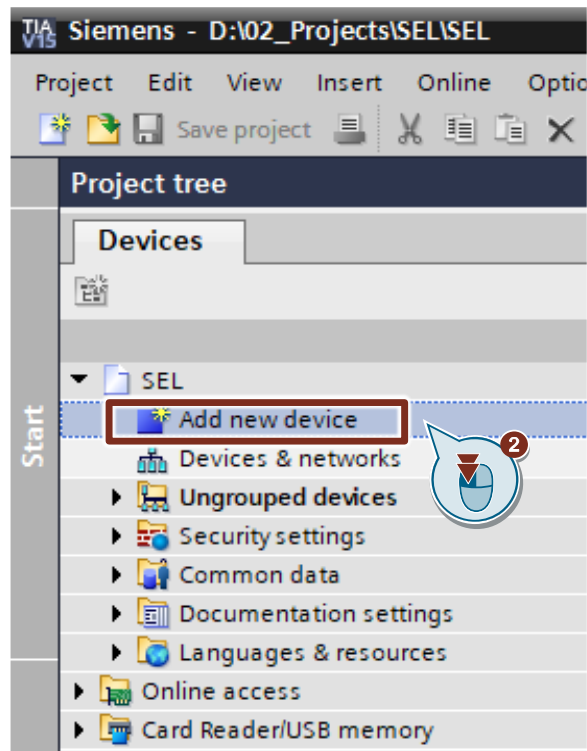 TIA V15 Siemens - D:\02_Projects\SEL\SEL
Project Edit View Insert Online Optio
Save project
Project tree
Devices
Start
SEL
Add new device
2
Devices & networks
Ungrouped devices
Security settings
Common data
Documentation settings
Languages & resources
Online access
Card Reader/USB memory